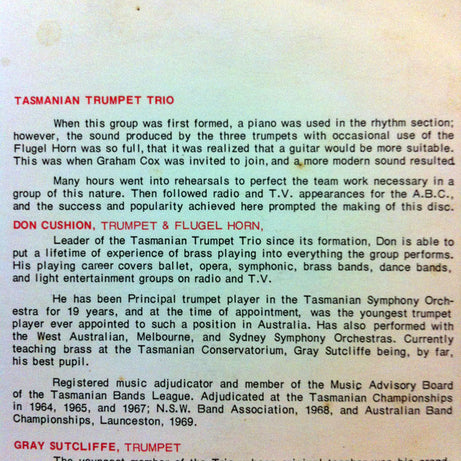 TASMANIAN TRUMPET TRIO
When this group was first formed, a piano was used in the rhythm section;
however, the sound produced by the three trumpets with occasional use of the
Flugel Horn was so full, that it was realized that a guitar would be more suitable.
This was when Graham Cox was invited to join, and a more modern sound resulted.
Many hours went into rehearsals to perfect the team work necessary in a
group of this nature. Then followed radio and T.V. appearances for the A.B.C.,
and the success and popularity achieved here prompted the making of this disc.
DON CUSHION, TRUMPET & FLUGEL HORN,
Leader of the Tasmanian Trumpet Trio since its formation, Don is able to
put a lifetime of experience of brass playing into everything the group performs.
His playing career covers ballet, opera, symphonic, brass bands, dance bands,
and light entertainment groups on radio and T.V.
He has been Principal trumpet player in the Tasmanian Symphony Orch-
estra for 19 years, and at the time of appointment, was the youngest trumpet
player ever appointed to such a position in Australia. Has also performed with
the West Australian, Melbourne, and Sydney Symphony Orchestras. Currently
teaching brass at the Tasmanian Conservatorium, Gray Sutcliffe being, by far,
his best pupil.
Registered music adjudicator and member of the Music Advisory Board
of the Tasmanian Bands League. Adjudicated at the Tasmanian Championships
in 1964, 1965, and 1967; N.S.W. Band Association, 1968, and Australian Band
Championships, Launceston, 1969.
GRAY SUTCLIFFE, TRUMPET